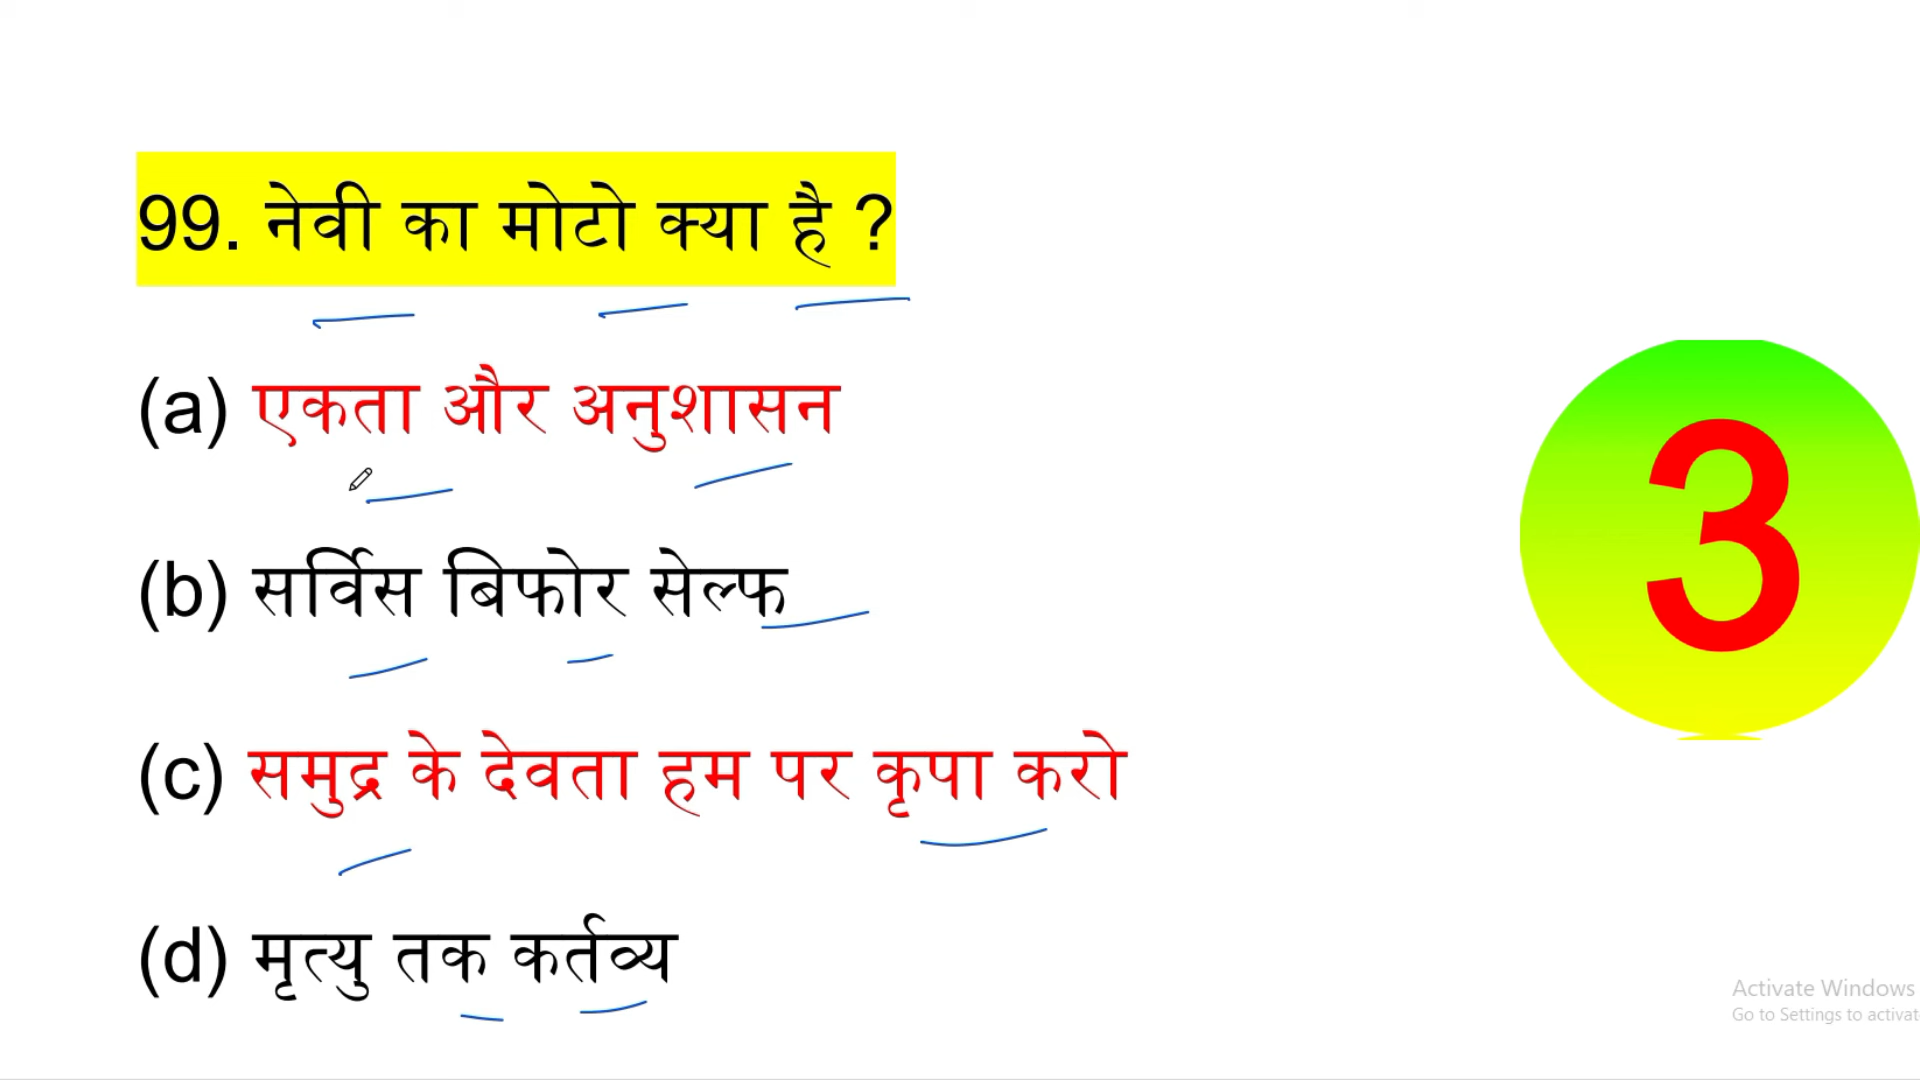 99. नेवी का मोटो क्या है ?
(a) एकता और अनुशासन
(b) सर्विस बिफोर सेल्फ
3
(c) समुद्र के देवता हम पर कृपा करो
(d) मृत्यु तक कर्तव्य
Activate Windows
Go to Settings to activat